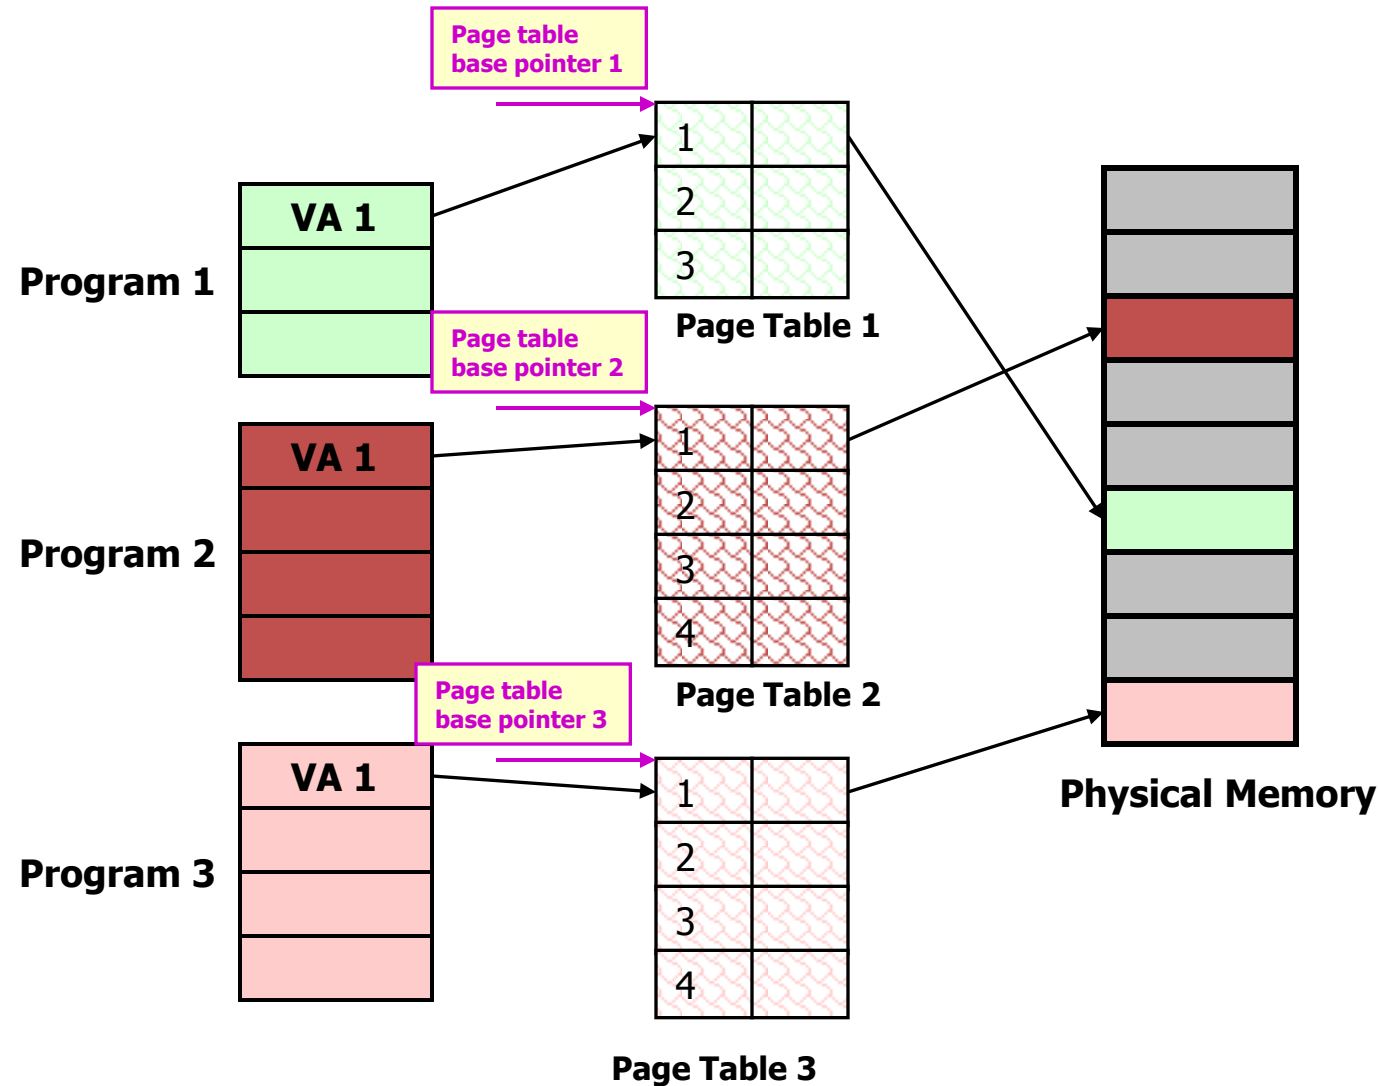 Page table
base pointer 1
1
VA 1
2
Program 1
3
Page Table 1
Page table
base pointer 2
1
VA 1
2
Program 2
3
4
Page table
base pointer 3
Page Table 2
VA 1
1
Physical Memory
2
Program 3
3
4
Page Table 3